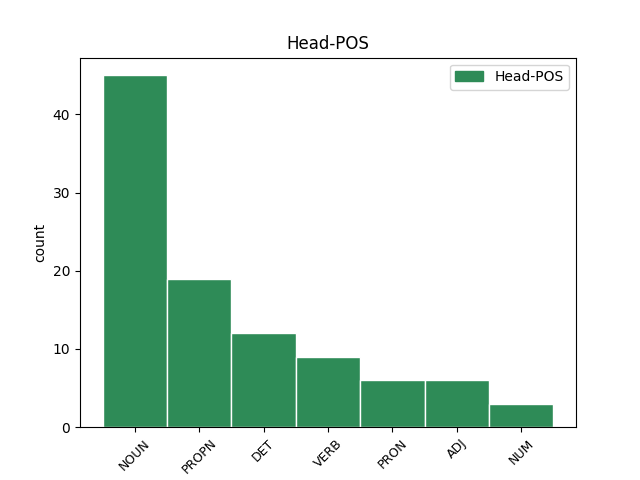 Head-POS
Head-POS
count
40
30
20
10
0
NOUN
PROPN
DET
VERB
PRON
ADJ
NUM